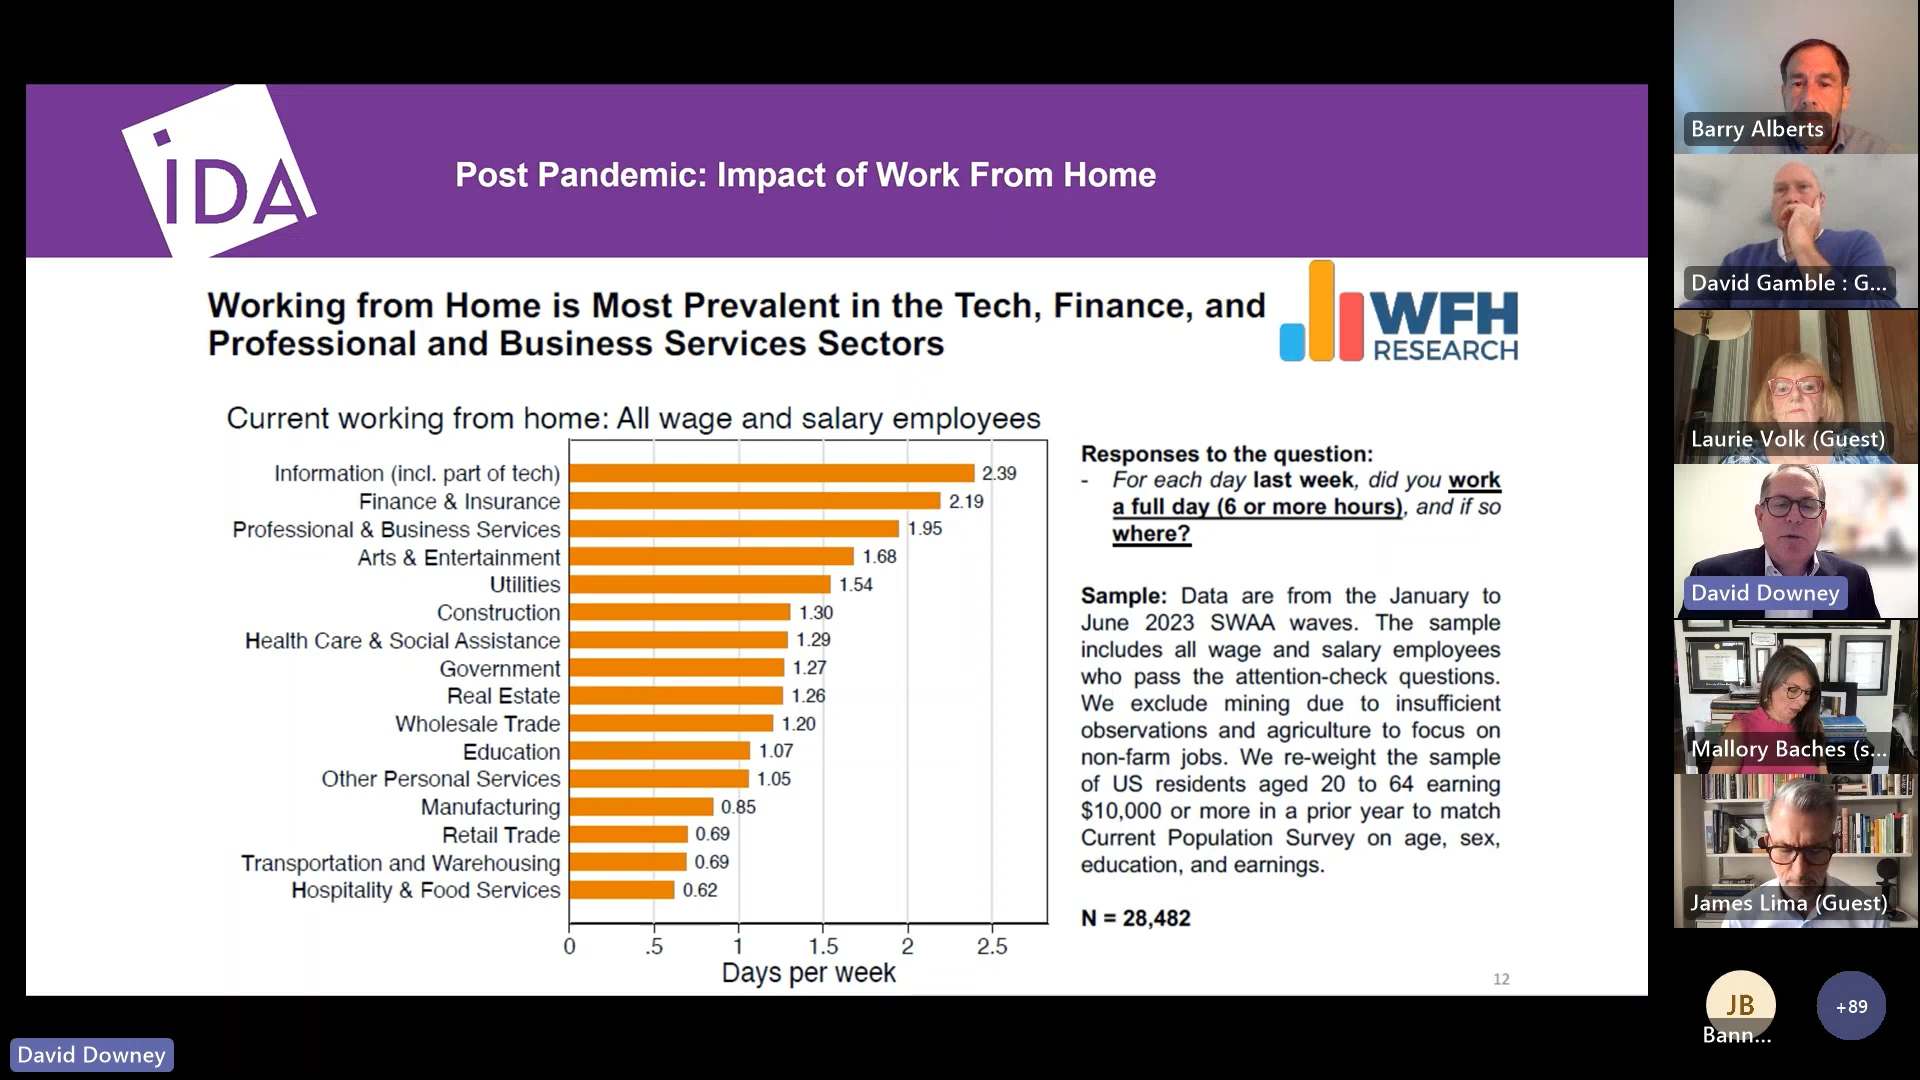 iDA
Post Pandemic: Impact of Work From Home
Working from Home is Most Prevalent in the Tech, Finance, and
Professional and Business Services Sectors
WFH
RESEARCH
Current working from home: All wage and salary employees
Information (incl. part of tech) 2.39
Finance & Insurance 2.19
Professional & Business Services 1.95
Arts & Entertainment 1.68
Utilities 1.54
Construction 1.30
Health Care & Social Assistance 1.29
Government 1.27
Real Estate 1.26
Wholesale Trade 1.20
Education 1.07
Other Personal Services 1.05
Manufacturing 0.85
Retail Trade 0.69
Transportation and Warehousing 0.69
Hospitality & Food Services 0.62
0 .5 1 1.5 2 2.5
Days per week
Responses to the question:
- For each day last week, did you work
a full day (6 or more hours), and if so
where?
Sample: Data are from the January to
June 2023 SWAA waves. The sample
includes all wage and salary employees
who pass the attention-check questions.
We exclude mining due to insufficient
observations and agriculture to focus on
non-farm jobs. We re-weight the sample
of US residents aged 20 to 64 earning
$10,000 or more in a prior year to match
Current Population Survey on age, sex,
education, and earnings.
N = 28,482
12
Barry Alberts
David Gamble : G...
Laurie Volk (Guest)
David Downey
Mallory Baches (s...
James Lima (Guest)
JB
Bann...
+89
David Downey